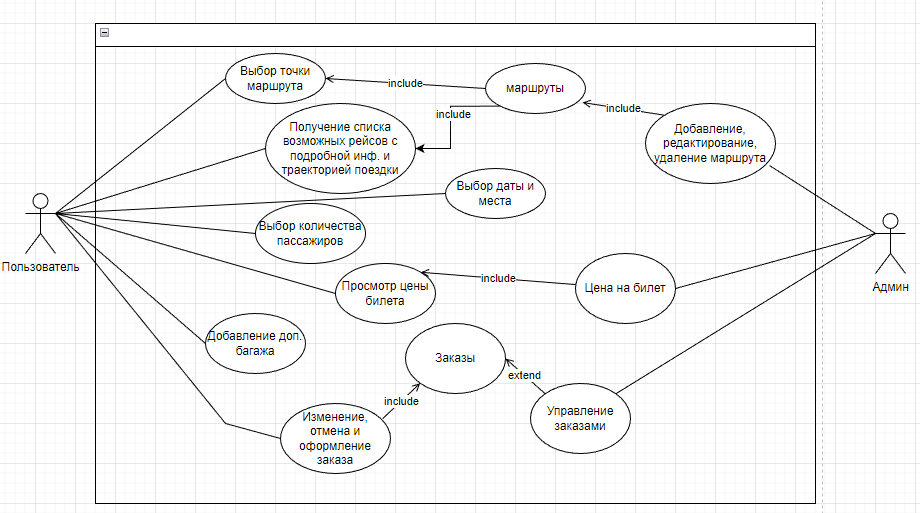 Выбор точки
маршрута
include
маршруты
include
include
Добавление,
редактирование,
удаление маршрута
Получение списка
возможных рейсов с
подробной инф. и
траекторией поездки
Выбор даты и
места
Выбор количества
пассажиров
Пользователь
Админ
Просмотр цены
билета
include
Цена на билет
Добавление доп.
багажа
Заказы
extend
include
Изменение,
отмена и
оформление
заказа
Управление
заказами